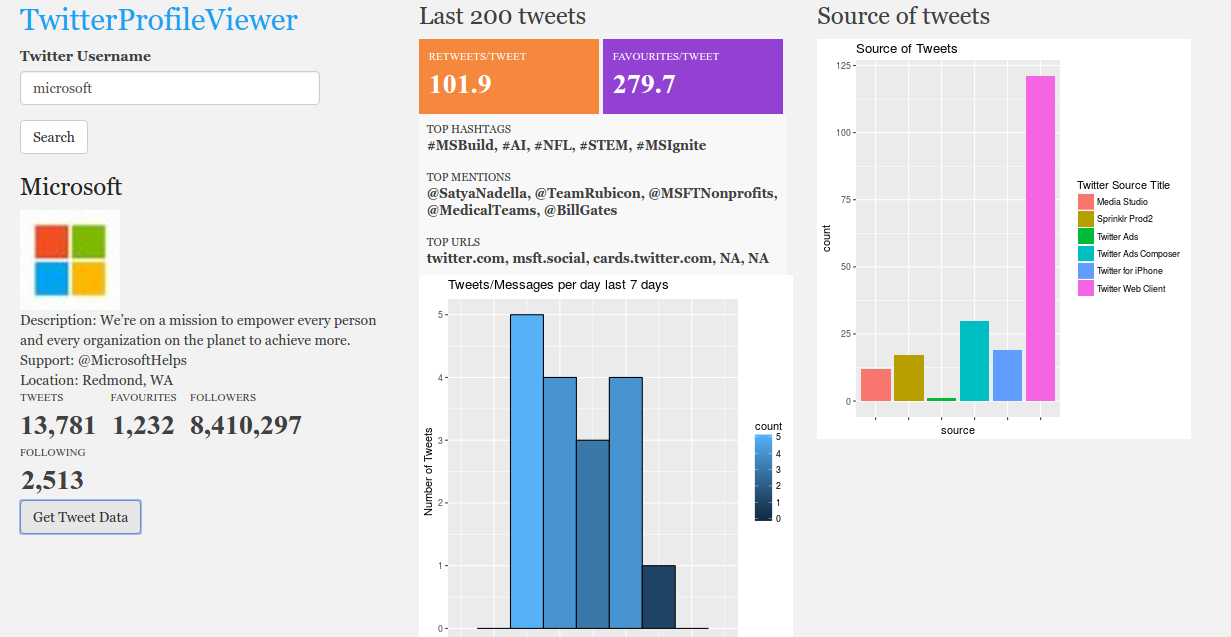 TwitterProfileViewer
Twitter Username
microsoft
Search
Microsoft
Description: We're on a mission to empower every person
and every organization on the planet to achieve more.
Support: @MicrosoftHelps
Location: Redmond, WA
TWEETS FAVOURITES FOLLOWERS
13,781 1,232 8,410,297
FOLLOWING
2,513
Get Tweet Data
Last 200 tweets
RETWEETS/TWEET
101.9
FAVOURITES/TWEET
279.7
TOP HASHTAGS
#MSBuild, #AI, #NFL, #STEM, #MSIgnite
TOP MENTIONS
@SatyaNadella, @TeamRubicon, @MSFTNonprofits,
@MedicalTeams, @BillGates
TOP URLS
twitter.com, msft.social, cards.twitter.com, NA, NA
Tweets/Messages per day last 7 days
Number of Tweets
5
4
3
2
1
0
count
5
4
3
2
1
0
Source of tweets
Source of Tweets
count
125
100
75
50
25
0
source
Twitter Source Title
Media Studio
Sprinklr Prod2
Twitter Ads
Twitter Ads Composer
Twitter for iPhone
Twitter Web Client